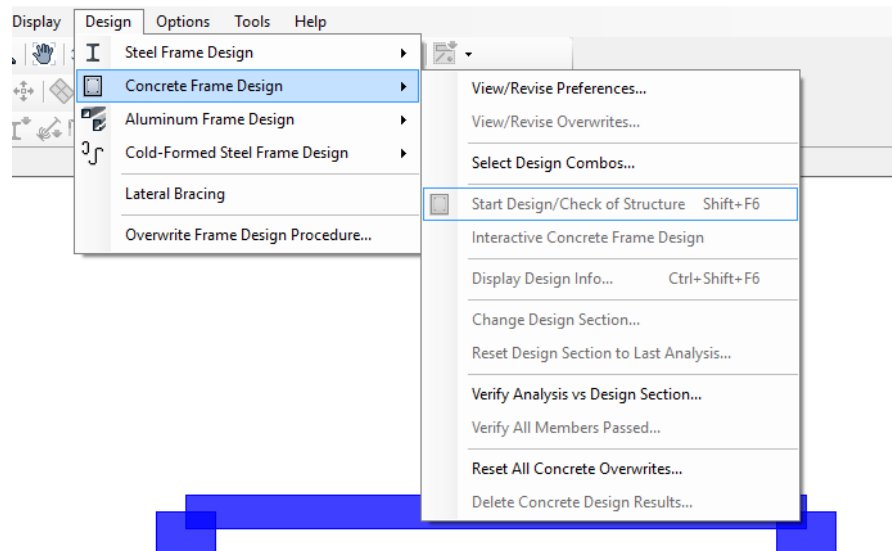 Display Design Options Tools Help
Steel Frame Design
Concrete Frame Design
Aluminum Frame Design
Cold-Formed Steel Frame Design
Lateral Bracing
Overwrite Frame Design Procedure...
View/Revise Preferences...
View/Revise Overwrites...
Select Design Combos...
Start Design/Check of Structure Shift+F6
Interactive Concrete Frame Design
Display Design Info... Ctrl+Shift+F6
Change Design Section...
Reset Design Section to Last Analysis...
Verify Analysis vs Design Section...
Verify All Members Passed...
Reset All Concrete Overwrites...
Delete Concrete Design Results...